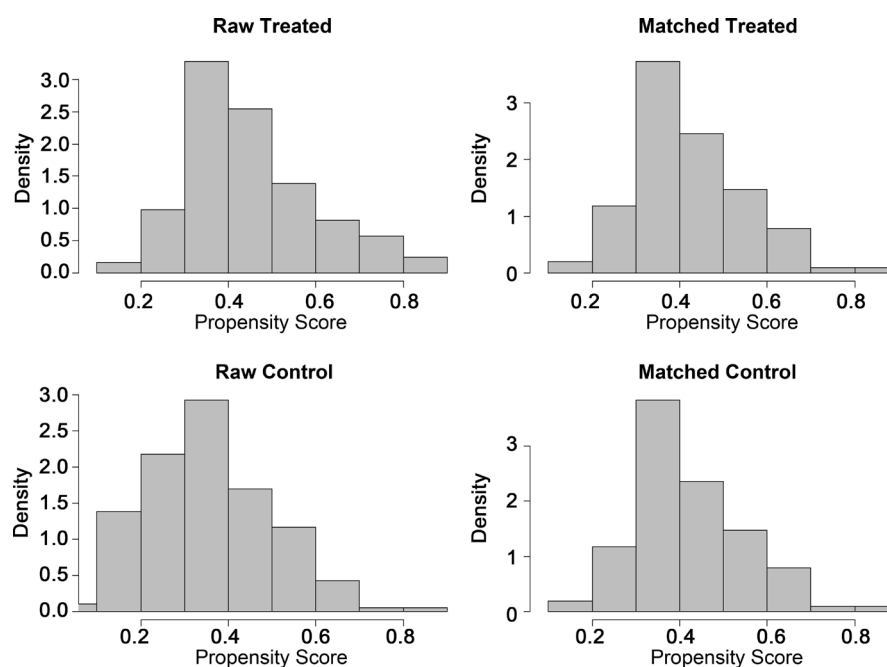 Raw Treated
Density
3.0
2.5
2.0
1.5
1.0
0.5
0.0
0.2 0.4 0.6 0.8
Propensity Score
Matched Treated
Density
3
2
1
0
0.2 0.4 0.6 0.8
Propensity Score
Raw Control
Density
3.0
2.5
2.0
1.5
1.0
0.5
0.0
0.2 0.4 0.6 0.8
Propensity Score
Matched Control
Density
3
2
1
0
0.2 0.4 0.6 0.8
Propensity Score